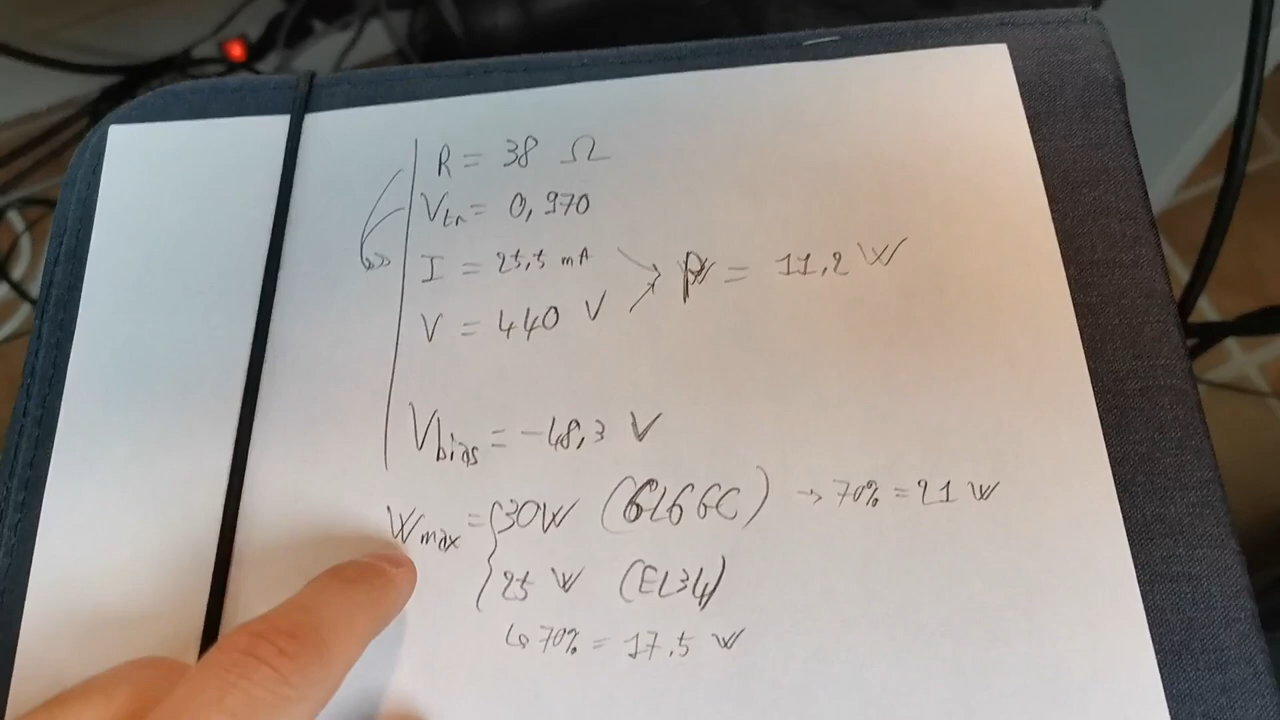 R = 38 Ω
Vtr = 0,970
I = 25,5 mA
V = 440 V
P = 11,2 W
Vbias = -48,3 V
Wmax = { 30W (6L6GC) → 70% = 21 W
25 W (EL34)
↳ 70% = 17,5 W